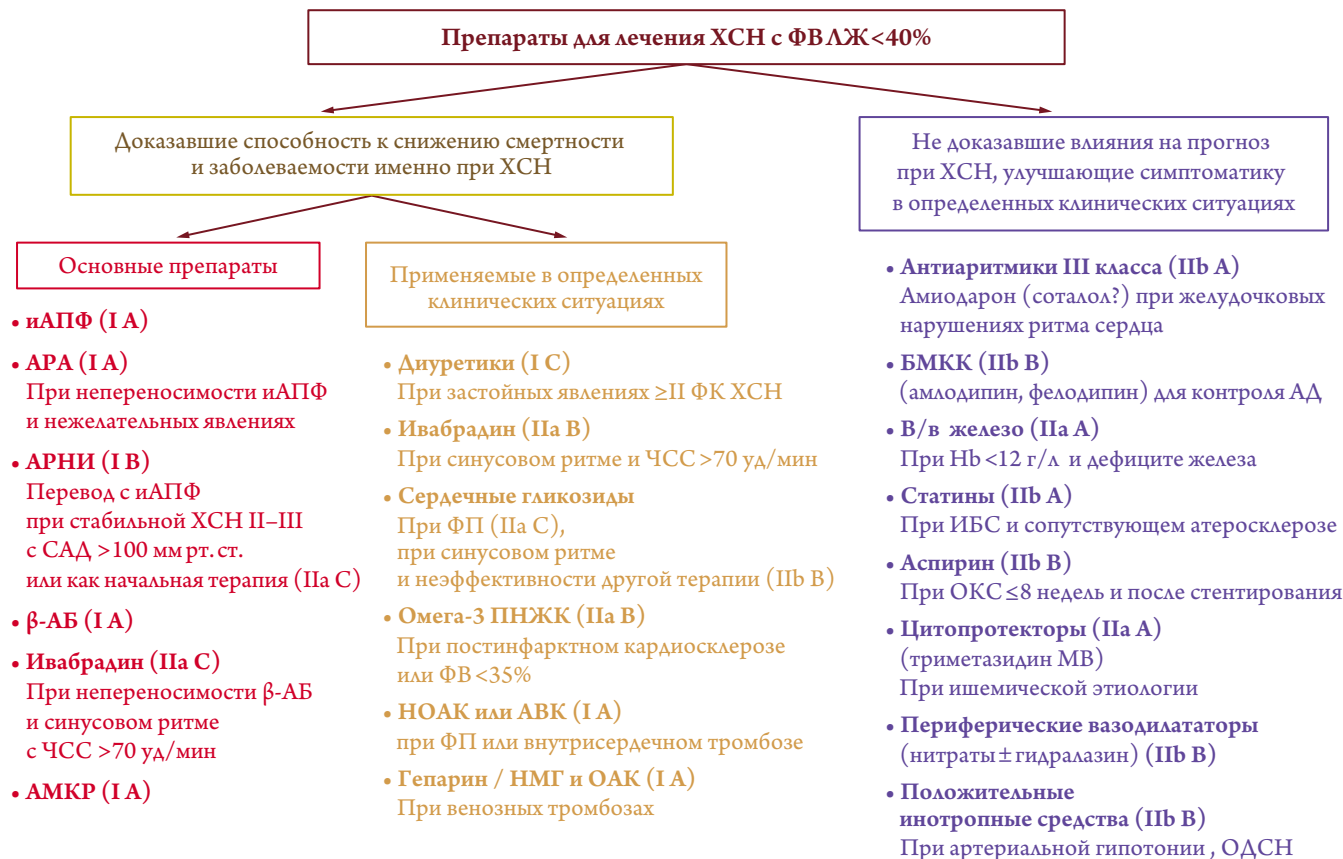 Препараты для лечения ХСН с ФВ ЛЖ <40%
Доказавшие способность к снижению смертности
и заболеваемости именно при ХСН
Не доказавшие влияния на прогноз
при ХСН, улучшающие симптоматику
в определенных клинических ситуациях
Основные препараты
• иАПФ (I A)
• АРА (I A)
При непереносимости иАПФ
и нежелательных явлениях
• АРНИ (I B)
Перевод с иАПФ
при стабильной ХСН II–III
с САД >100 мм рт. ст.
или как начальная терапия (IIa C)
• β-АБ (I A)
• Ивабрадин (IIa C)
При непереносимости β-АБ
и синусовом ритме
с ЧСС >70 уд/мин
• АМКР (I A)
Применяемые в определенных
клинических ситуациях
• Диуретики (I C)
При застойных явлениях ≥II ФК ХСН
• Ивабрадин (IIa B)
При синусовом ритме и ЧСС >70 уд/мин
• Сердечные гликозиды
При ФП (IIa C),
при синусовом ритме
и неэффективности другой терапии (IIb B)
• Омега-3 ПНЖК (IIa B)
При постинфарктном кардиосклерозе
или ФВ <35%
• НОАК или АВК (I A)
при ФП или внутрисердечном тромбозе
• Гепарин / НМГ и ОАК (I A)
При венозных тромбозах
• Антиаритмики III класса (IIb A)
Амиодарон (соталол?) при желудочковых
нарушениях ритма сердца
• БМКК (IIb B)
(амлодипин, фелодипин) для контроля АД
• В/в железо (IIa A)
При Hb <12 г/л и дефиците железа
• Статины (IIb A)
При ИБС и сопутствующем атеросклерозе
• Аспирин (IIb B)
При ОКС ≤8 недель и после стентирования
• Цитопротекторы (IIa A)
(триметазидин МВ)
При ишемической этиологии
• Периферические вазодилататоры
(нитраты ± гидралазин) (IIb B)
• Положительные
инотропные средства (IIb B)
При артериальной гипотонии , ОДСН